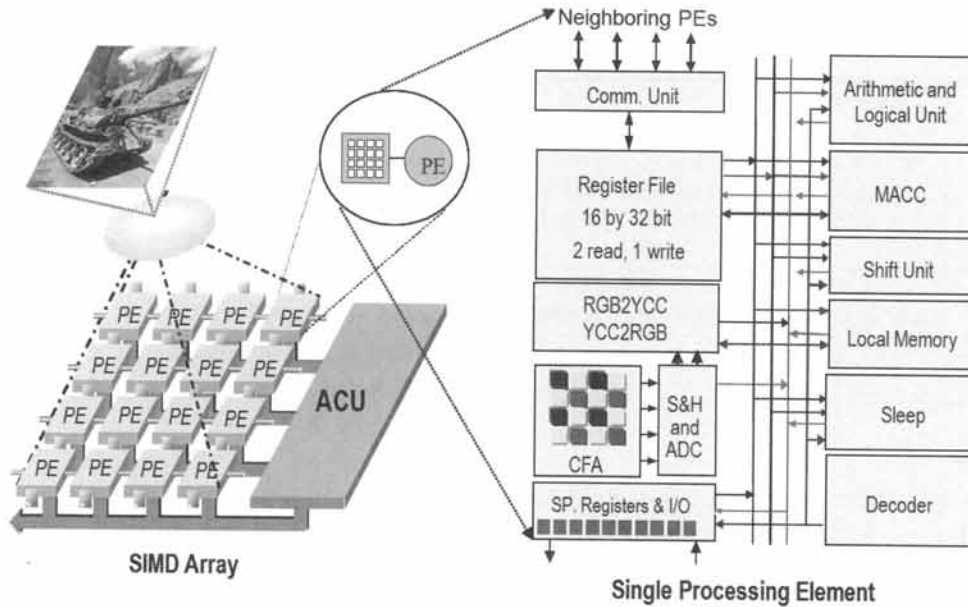 Neighboring PEs
Comm. Unit
Register File
16 by 32 bit
2 read, 1 write
RGB2YCC
YCC2RGB
CFA
S&H
and
ADC
SP. Registers & I/O
Arithmetic and
Logical Unit
MACC
Shift Unit
Local Memory
Sleep
Decoder
Single Processing Element
PE
PE PE PE PE
PE PE PE PE
PE PE PE PE
PE PE PE PE
ACU
SIMD Array